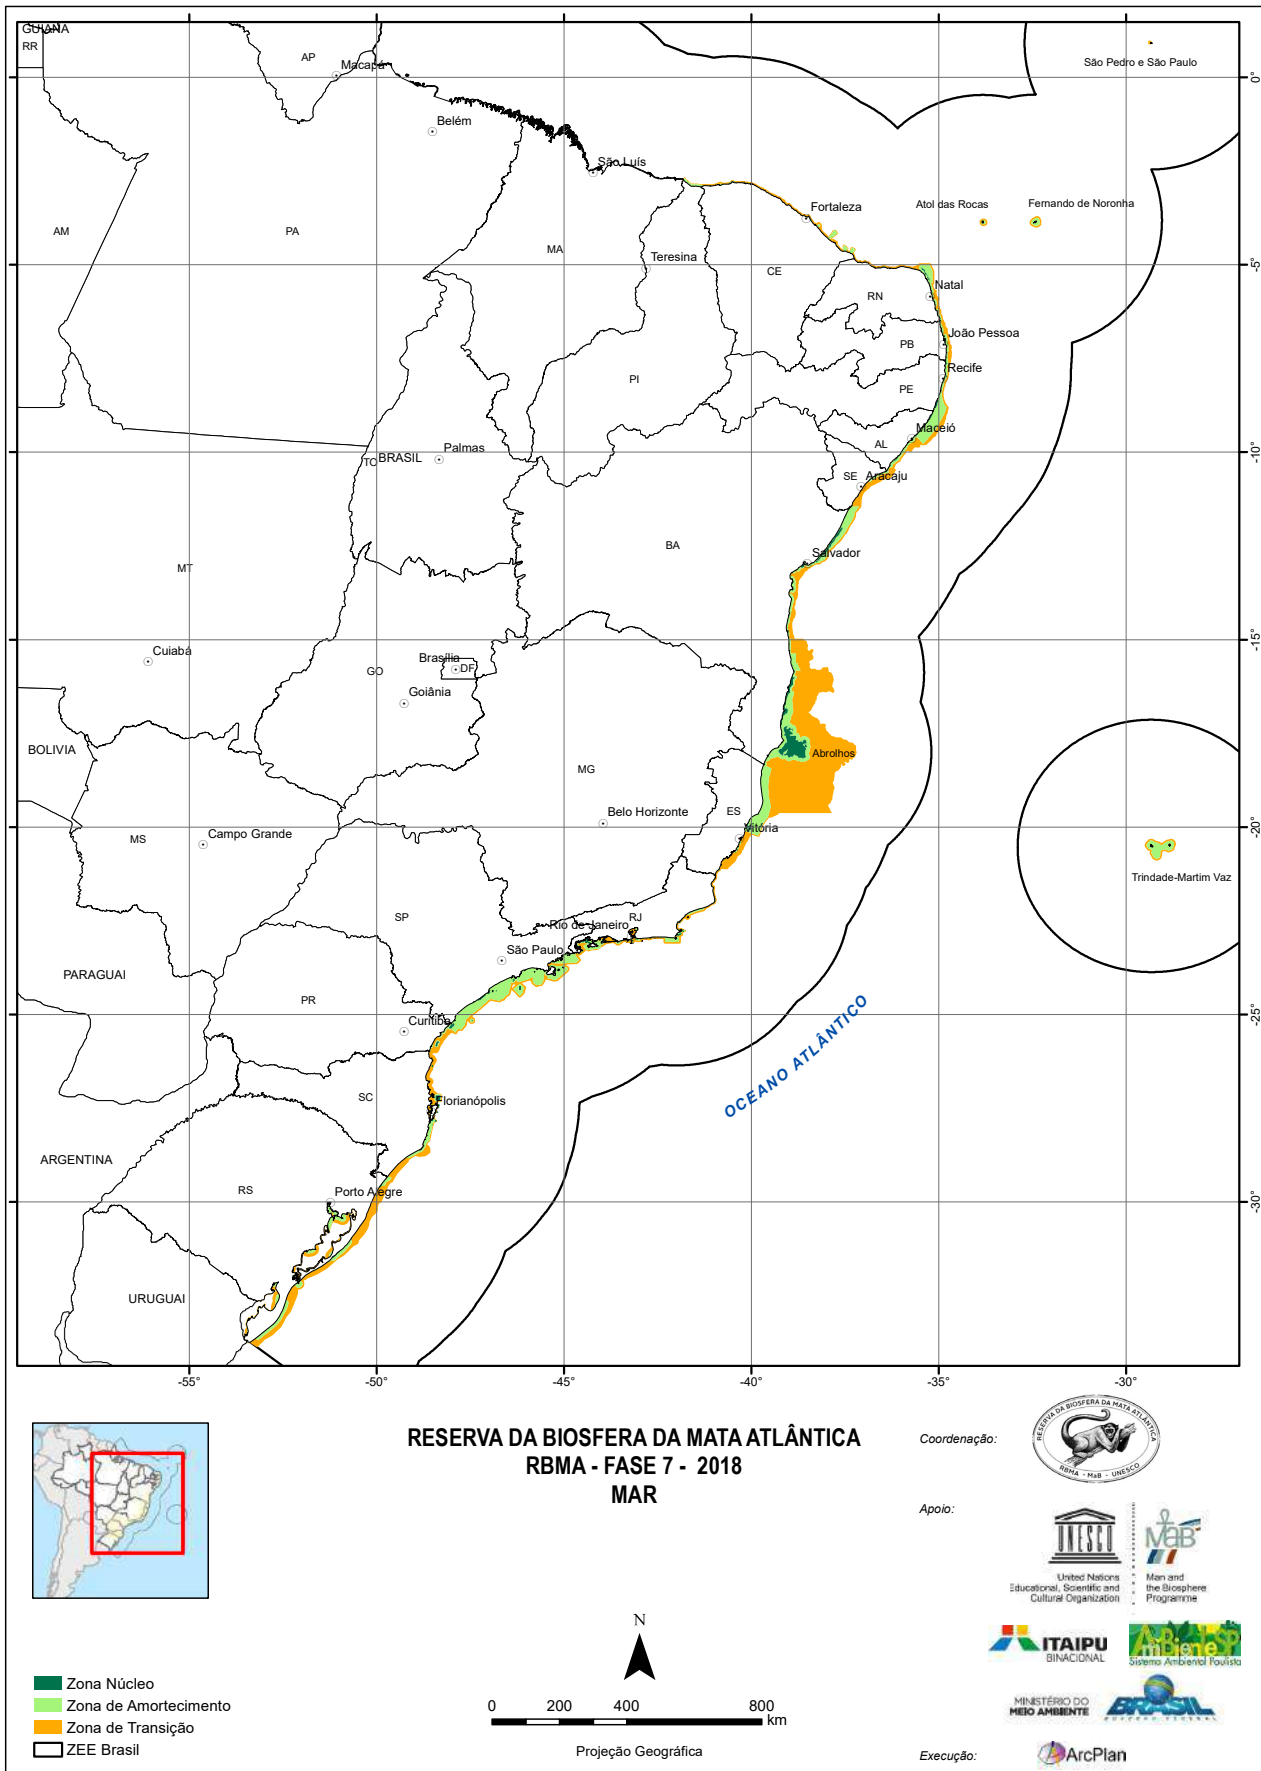 GUIANA
RR
AP
Macapá
São Pedro e São Paulo
0°
Belém
São Luís
Fortaleza
Atol das Rocas
Fernando de Noronha
AM
PA
MA
Teresina
CE
-5°
RN
Natal
João Pessoa
PB
Recife
PI
PE
Maceió
AL
Palmas
TO
BRASIL
-10°
SE
Aracaju
BA
Salvador
MT
-15°
Cuiabá
Brasília
DF
GO
Goiânia
BOLIVIA
Abrolhos
MG
Belo Horizonte
ES
Vitória
-20°
MS
Campo Grande
Trindade-Martim Vaz
SP
RJ
Rio de Janeiro
São Paulo
PARAGUAI
PR
Curitiba
-25°
OCEANO ATLÂNTICO
SC
Florianópolis
ARGENTINA
RS
Porto Alegre
-30°
URUGUAI
-55°
-50°
-45°
-40°
-35°
-30°
RESERVA DA BIOSFERA DA MATA ATLÂNTICA
RBMA - FASE 7 - 2018
MAR
Coordenação:
RESERVA DA BIOSFERA DA MATA ATLÂNTICA
RBMA - MaB - UNESCO
Apoio:
UNESCO
MaB
United Nations
Educational, Scientific and
Cultural Organization
Man and
the Biosphere
Programme
ITAIPU
BINACIONAL
AmBienteSP
Sistema Ambiental Paulista
MINISTÉRIO DO
MEIO AMBIENTE
BRASIL
GOVERNO FEDERAL
Execução:
ArcPlan
Zona Núcleo
Zona de Amortecimento
Zona de Transição
ZEE Brasil
N
0 200 400 800
km
Projeção Geográfica